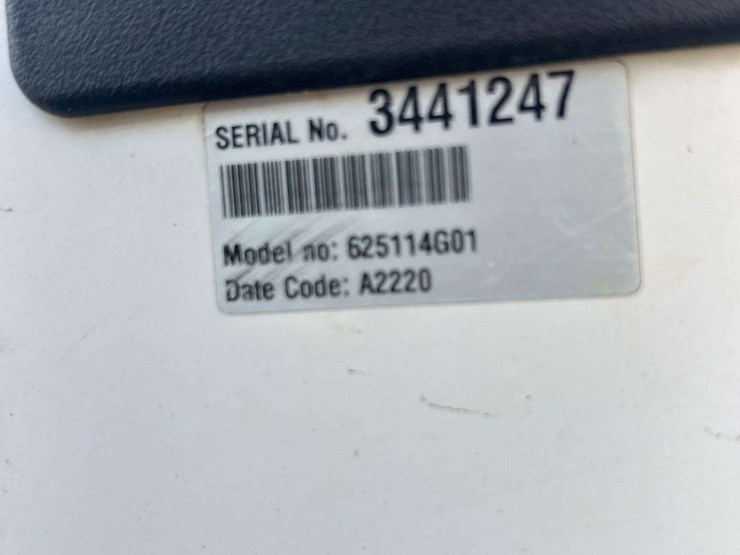 SERIAL No. 3441247
Model no: 625114G01
Date Code: A2220